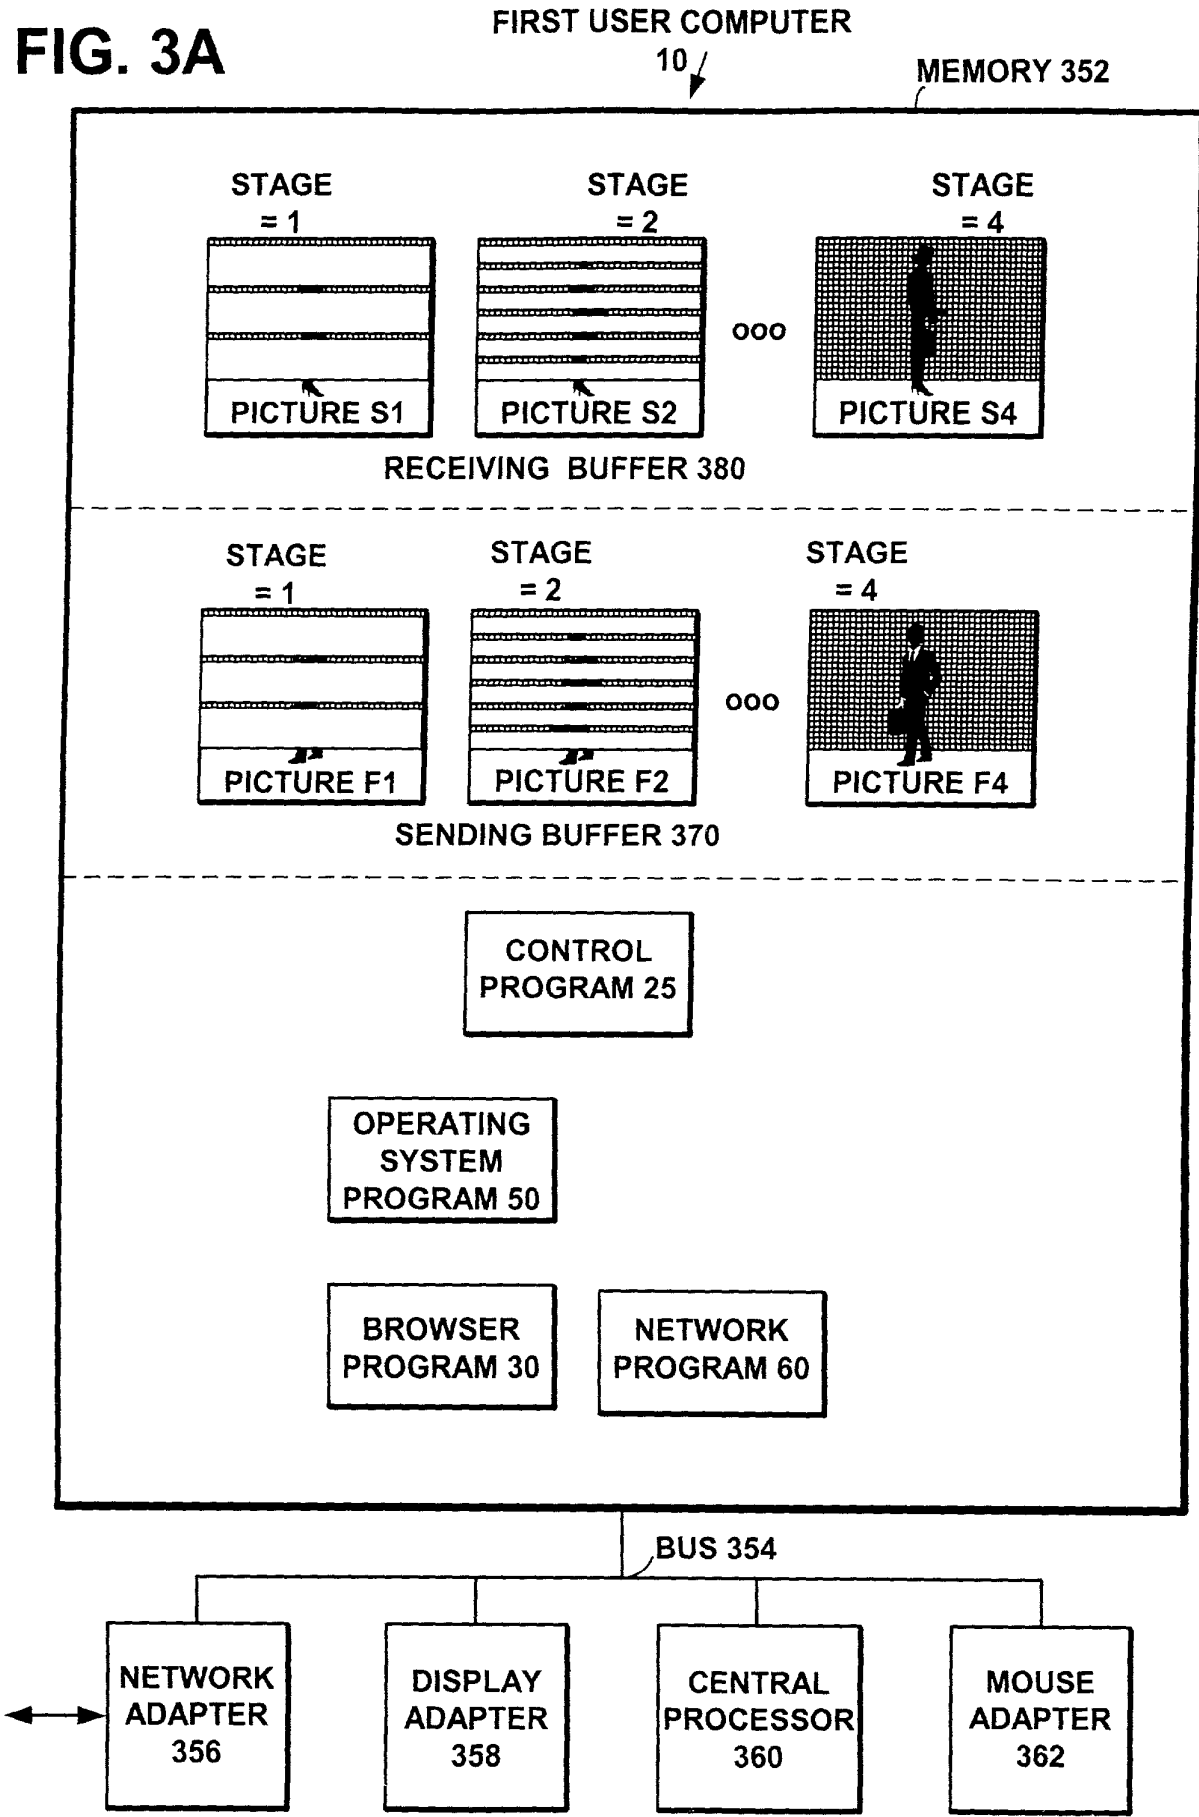 FIG. 3A
FIRST USER COMPUTER
10
MEMORY 352
STAGE
= 1
STAGE
= 2
STAGE
= 4
ooo
PICTURE S1
PICTURE S2
PICTURE S4
RECEIVING BUFFER 380
STAGE
= 1
STAGE
= 2
STAGE
= 4
ooo
PICTURE F1
PICTURE F2
PICTURE F4
SENDING BUFFER 370
CONTROL
PROGRAM 25
OPERATING
SYSTEM
PROGRAM 50
BROWSER
PROGRAM 30
NETWORK
PROGRAM 60
BUS 354
NETWORK
ADAPTER
356
DISPLAY
ADAPTER
358
CENTRAL
PROCESSOR
360
MOUSE
ADAPTER
362